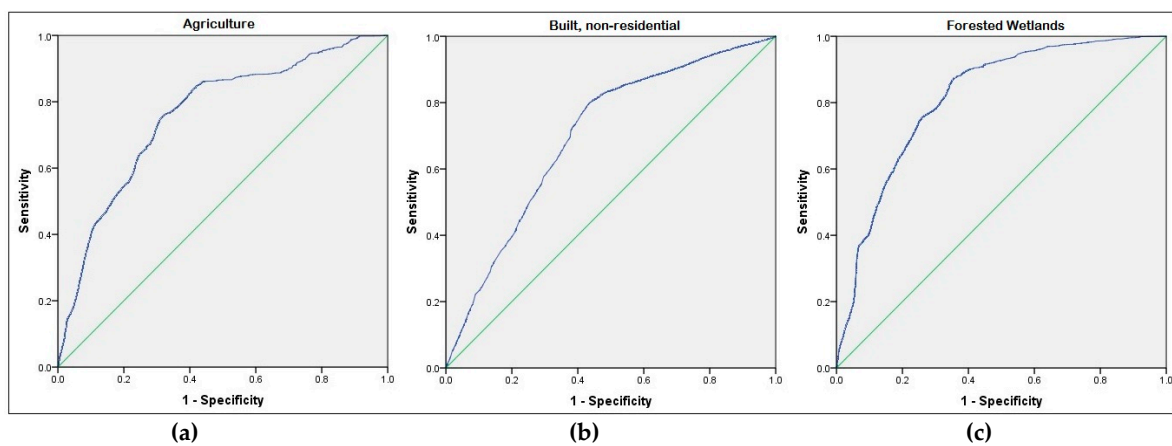 Agriculture
1.0
0.8
0.6
0.4
0.2
0.0
Sensitivity
0.0 0.2 0.4 0.6 0.8 1.0
1 - Specificity
(a)
Built, non-residential
1.0
0.8
0.6
0.4
0.2
0.0
Sensitivity
0.0 0.2 0.4 0.6 0.8 1.0
1 - Specificity
(b)
Forested Wetlands
1.0
0.8
0.6
0.4
0.2
0.0
Sensitivity
0.0 0.2 0.4 0.6 0.8 1.0
1 - Specificity
(c)